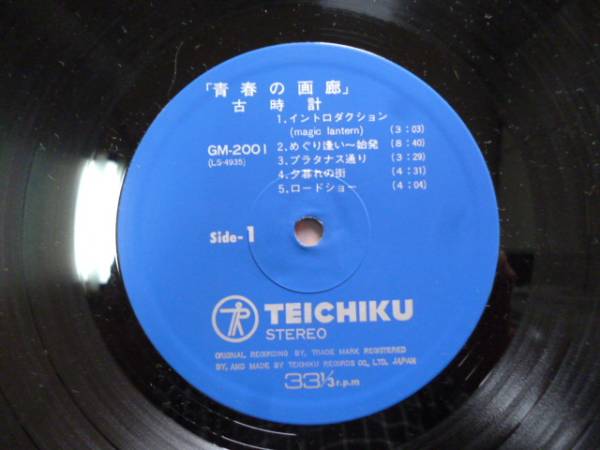 「青春の画廊」
古時計
1.イントロダクション
(magic lantern) (3:03)
GM-2001 2.めぐり逢い〜始発 (8:40)
(LS-4935) 3.プラタナス通り (3:29)
4.夕暮れの街 (4:31)
5.ロードショー (4:04)
Side-1
TEICHIKU
STEREO
ORIGINAL RECORDING BY, TRADE MARK REGISTERED
BY, AND MADE BY TEICHIKU RECORDS CO., LTD. JAPAN
33 1/3 r.p.m